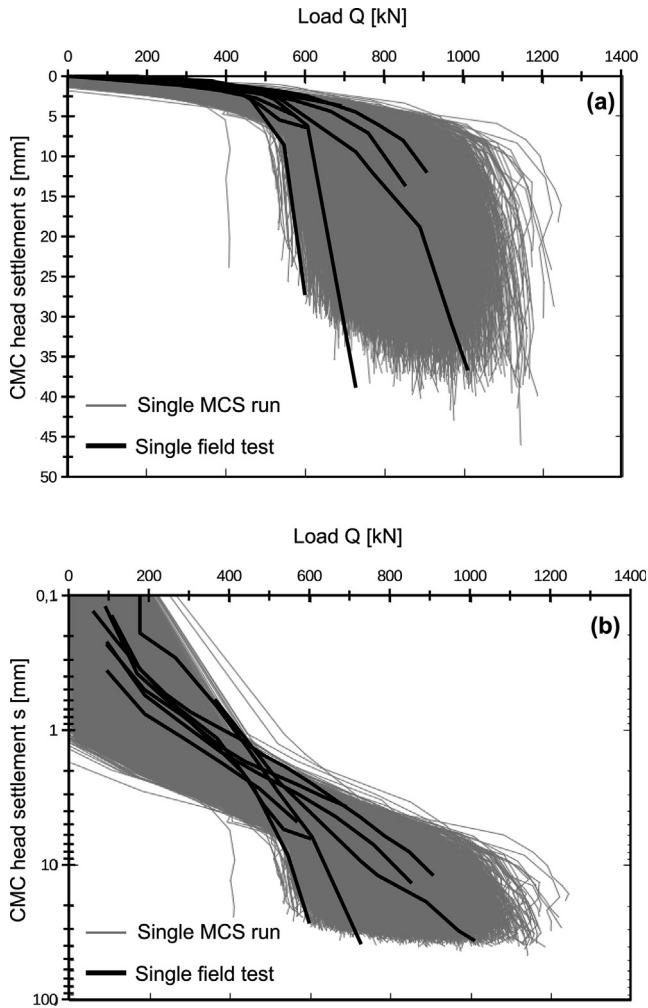 Load Q [kN]
0 200 400 600 800 1000 1200 1400
(a)
CMC head settlement s [mm]
0
5
10
15
20
25
30
35
40
45
50
Single MCS run
Single field test
Load Q [kN]
0 200 400 600 800 1000 1200 1400
(b)
CMC head settlement s [mm]
0,1
1
10
100
Single MCS run
Single field test